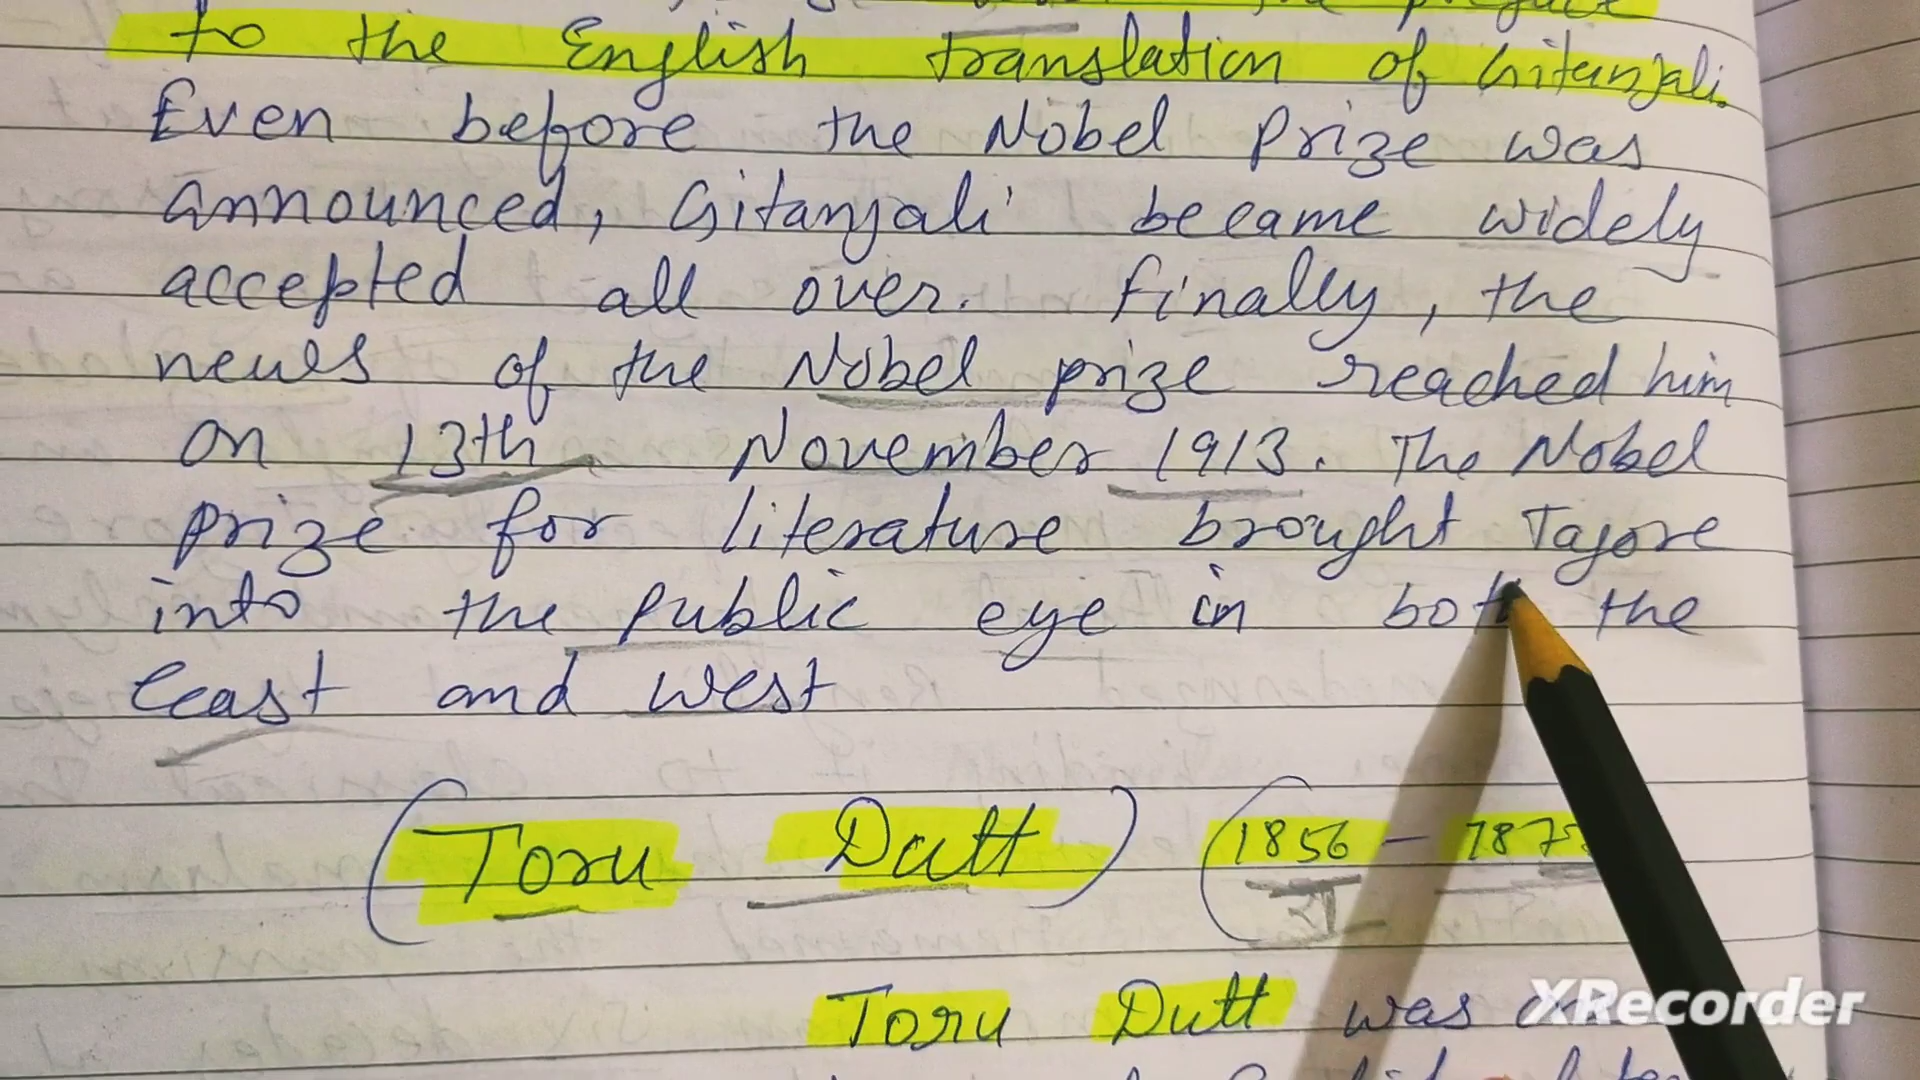 to the English translation of Gitanjali.
Even before the Nobel Prize was
announced, Gitanjali' became widely
accepted all over. Finally, the
news of the Nobel prize reached him
on 13th November 1913. The Nobel
prize for literature brought Tagore
into the public eye in both the
east and west
(Toru Dutt) (1856 - 187
Toru Dutt was
XRecorder